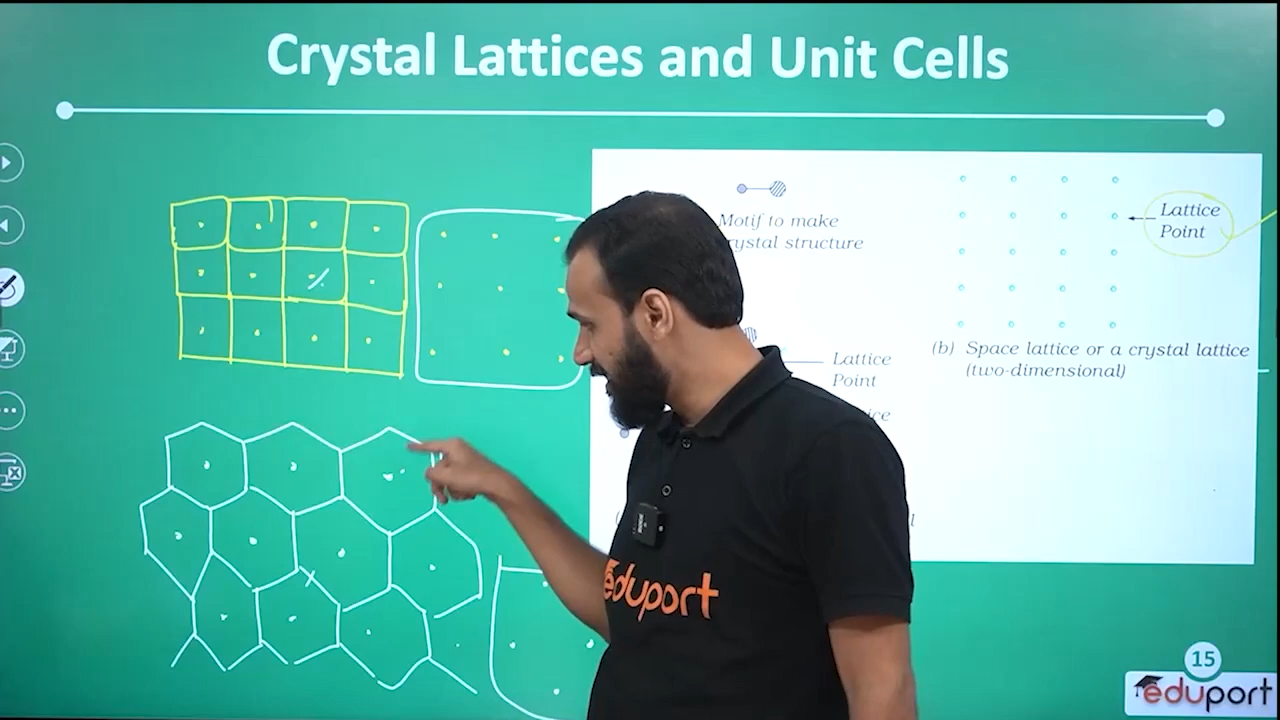 Crystal Lattices and Unit Cells
Motif to make
crystal structure
Lattice
Point
Lattice
Point
(b) Space lattice or a crystal lattice
(two-dimensional)
eduport
15
eduport